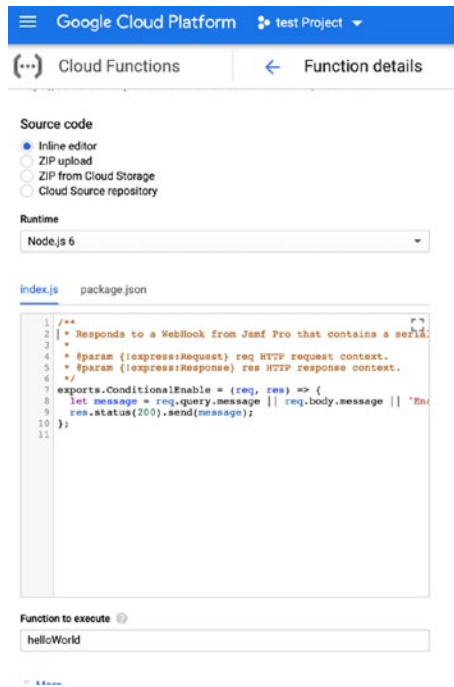 Google Cloud Platform test Project
Cloud Functions Function details
Source code
Inline editor
ZIP upload
ZIP from Cloud Storage
Cloud Source repository
Runtime
Node.js 6
index.js package.json
1 /**
2 * Responds to a WebHook from Jamf Pro that contains a serial
3 *
4 * @param {!express:Request} req HTTP request context.
5 * @param {!express:Response} res HTTP response context.
6 */
7 exports.ConditionalEnable = (req, res) => {
8 let message = req.query.message || req.body.message || 'Ena
9 res.status(200).send(message);
10 };
11
Function to execute
helloWorld
More